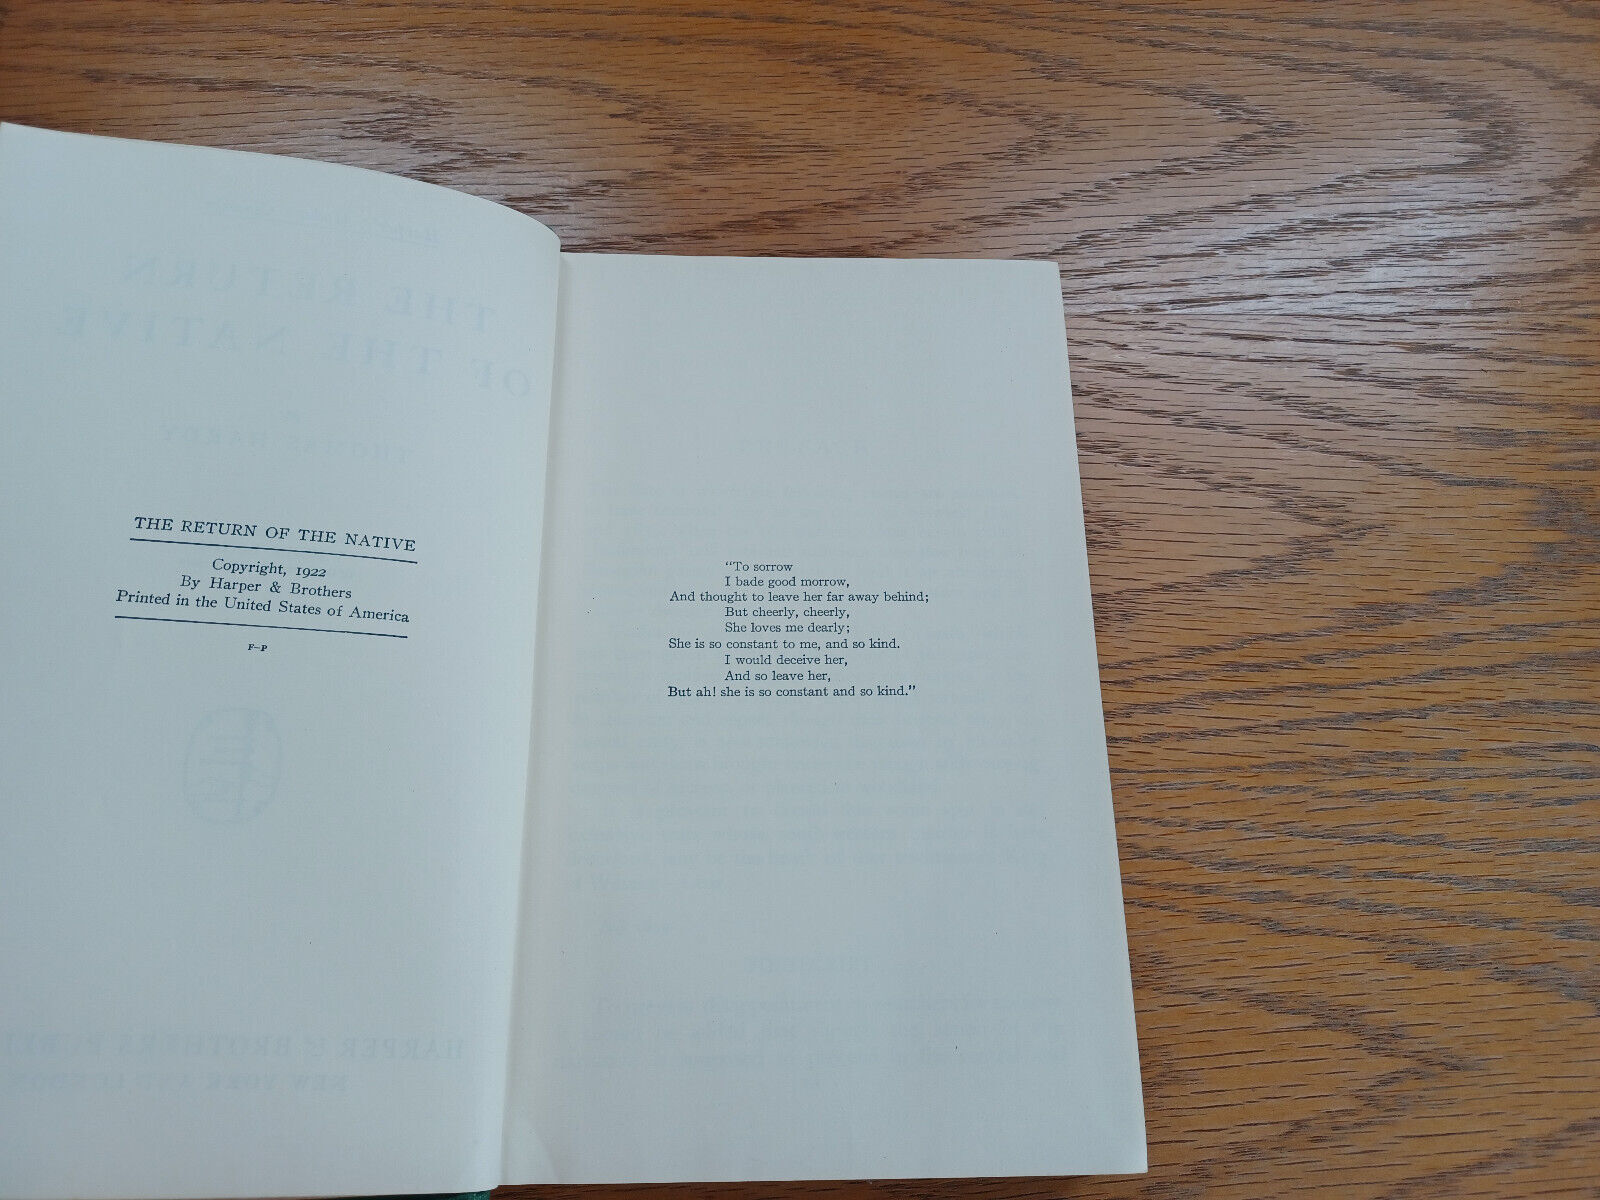 THE RETURN OF THE NATIVE
Copyright, 1922
By Harper & Brothers
Printed in the United States of America
F-P
"To sorrow
I bade good morrow,
And thought to leave her far away behind;
But cheerly, cheerly,
She loves me dearly;
She is so constant to me, and so kind.
I would deceive her,
And so leave her,
But ah! she is so constant and so kind."